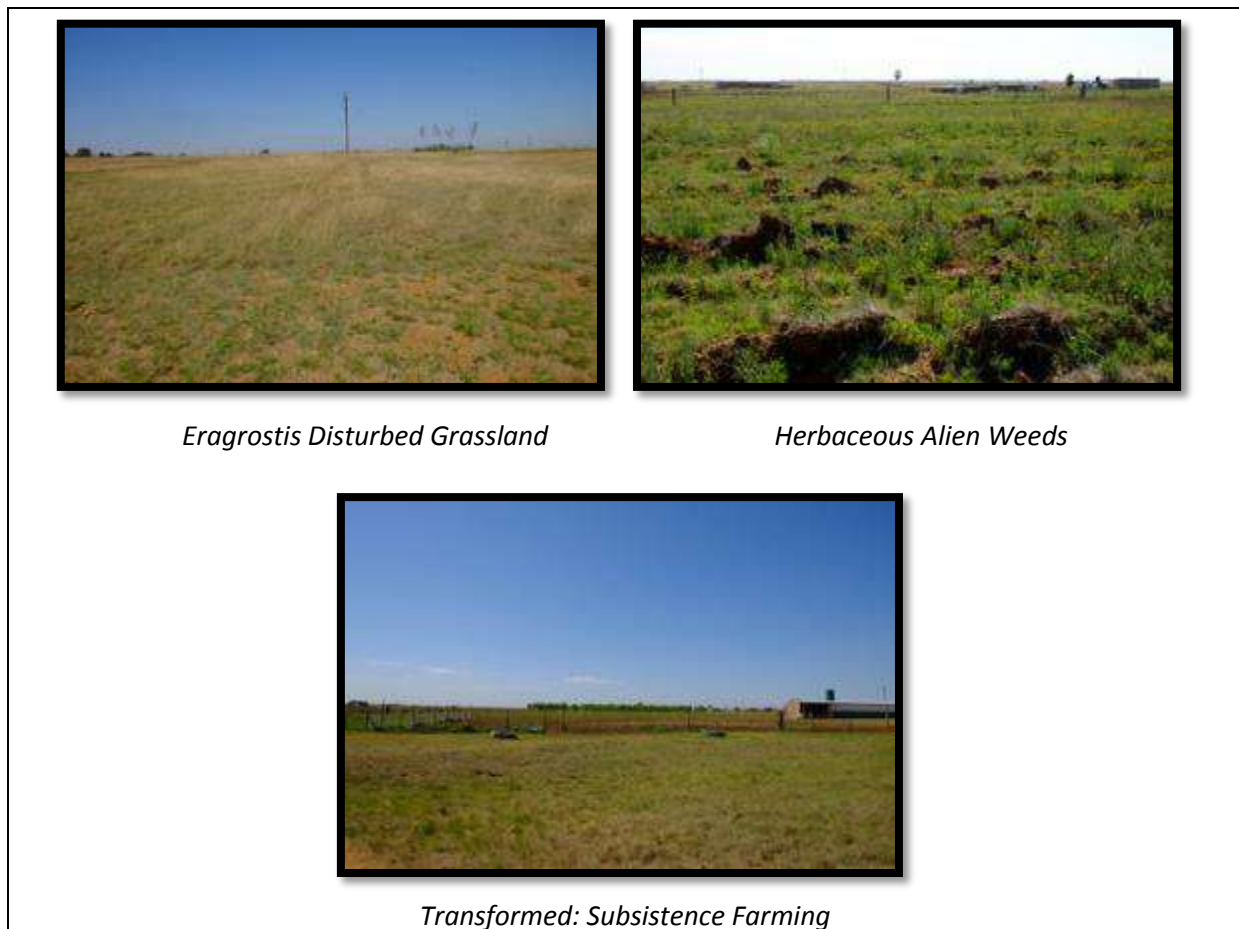 Eragrostis Disturbed Grassland
Herbaceous Alien Weeds
Transformed: Subsistence Farming